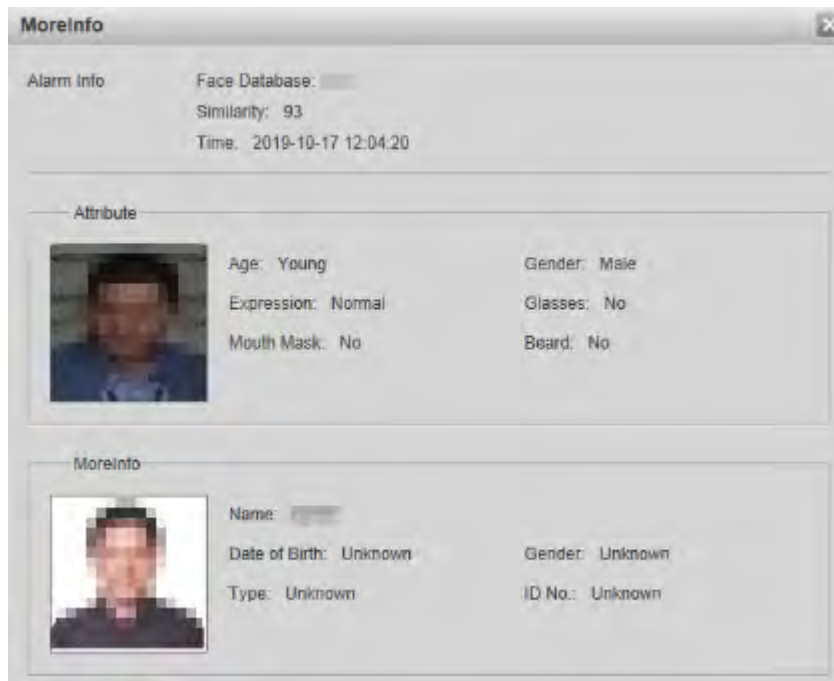 MoreInfo
Alarm Info
Face Database:
Similarity: 93
Time: 2019-10-17 12:04:20
Attribute
Age: Young Gender: Male
Expression: Normal Glasses: No
Mouth Mask: No Beard: No
MoreInfo
Name:
Date of Birth: Unknown Gender: Unknown
Type: Unknown ID No.: Unknown